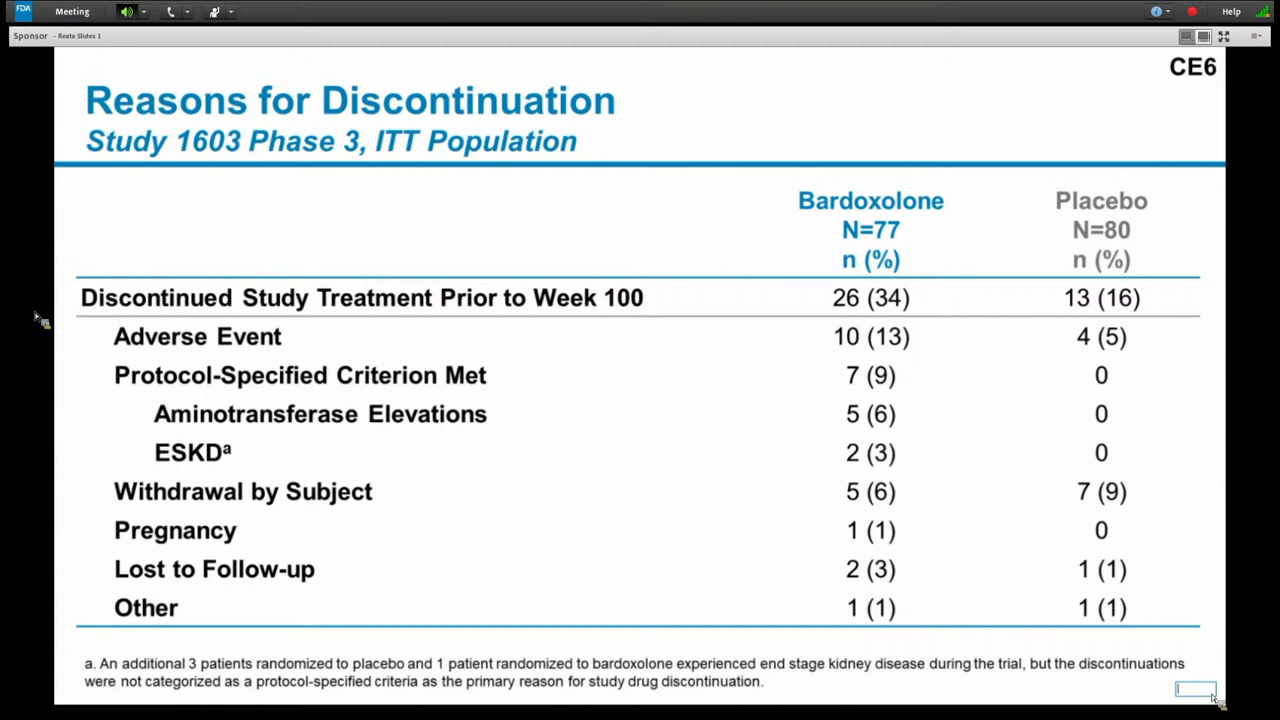 FDA
Meeting
Help
Sponsor - Reata Slides 1
CE6
Reasons for Discontinuation
Study 1603 Phase 3, ITT Population
Bardoxolone Placebo
N=77 N=80
n (%) n (%)
Discontinued Study Treatment Prior to Week 100 26 (34) 13 (16)
Adverse Event 10 (13) 4 (5)
Protocol-Specified Criterion Met 7 (9) 0
Aminotransferase Elevations 5 (6) 0
ESKDᵃ 2 (3) 0
Withdrawal by Subject 5 (6) 7 (9)
Pregnancy 1 (1) 0
Lost to Follow-up 2 (3) 1 (1)
Other 1 (1) 1 (1)
a. An additional 3 patients randomized to placebo and 1 patient randomized to bardoxolone experienced end stage kidney disease during the trial, but the discontinuations
were not categorized as a protocol-specified criteria as the primary reason for study drug discontinuation.